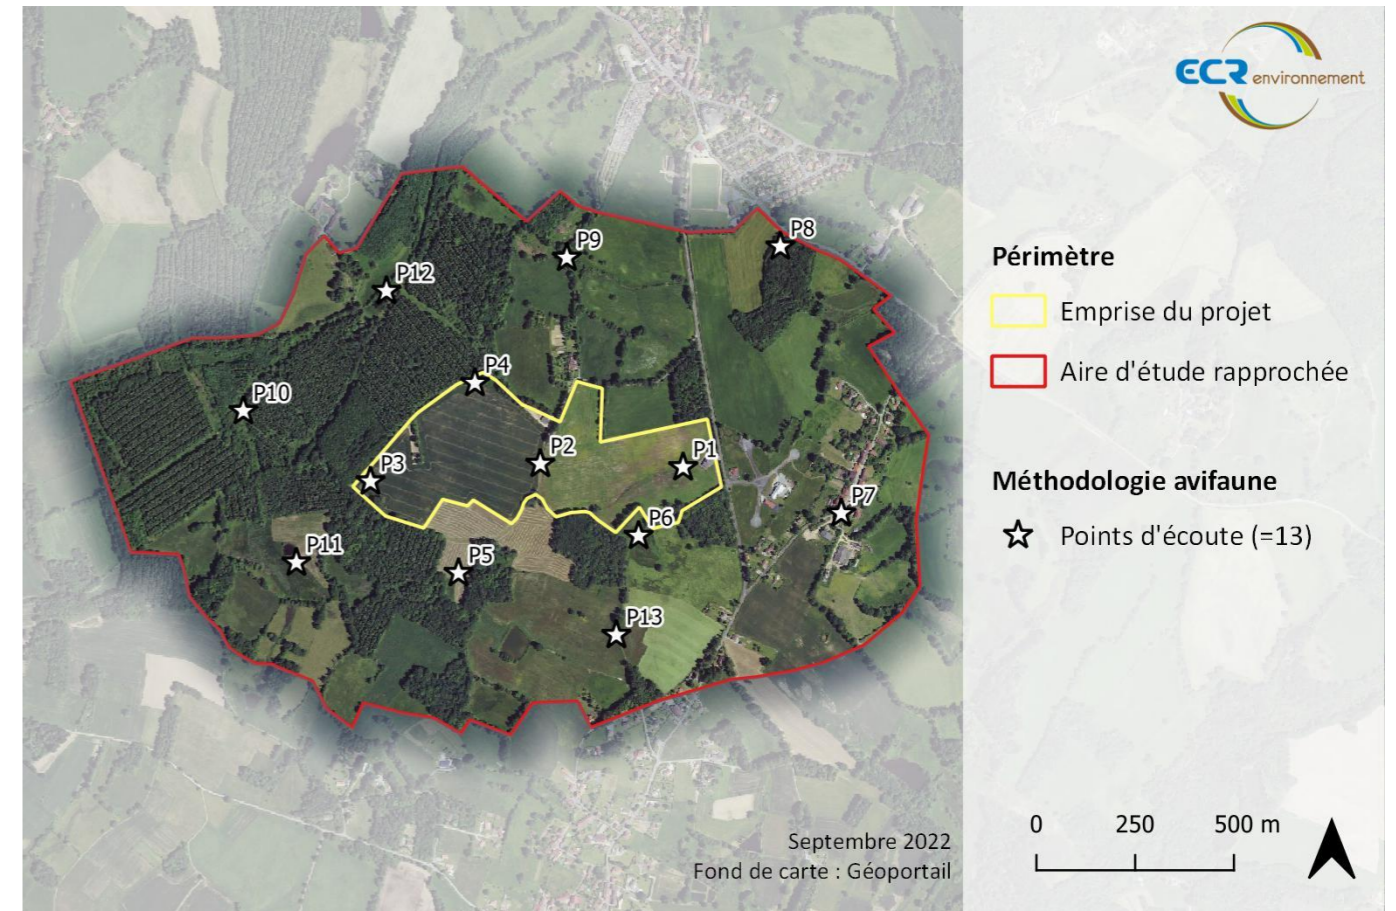 ECR environnement
P8
P9
P12
P4
P10
P2
P1
P3
P7
P6
P11
P5
P13
Périmètre
Emprise du projet
Aire d'étude rapprochée
Méthodologie avifaune
Points d'écoute (=13)
0 250 500 m
Septembre 2022
Fond de carte : Géoportail